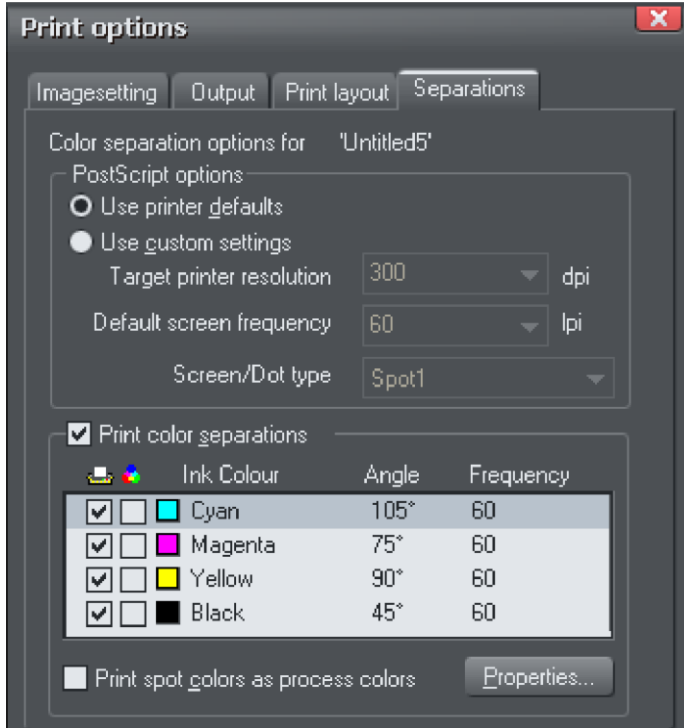 Print options
Imagesetting Output Print layout Separations
Color separation options for 'Untitled5'
PostScript options
Use printer defaults
Use custom settings
Target printer resolution 300 dpi
Default screen frequency 60 lpi
Screen/Dot type Spot1
Print color separations
Ink Colour Angle Frequency
Cyan 105° 60
Magenta 75° 60
Yellow 90° 60
Black 45° 60
Print spot colors as process colors Properties...